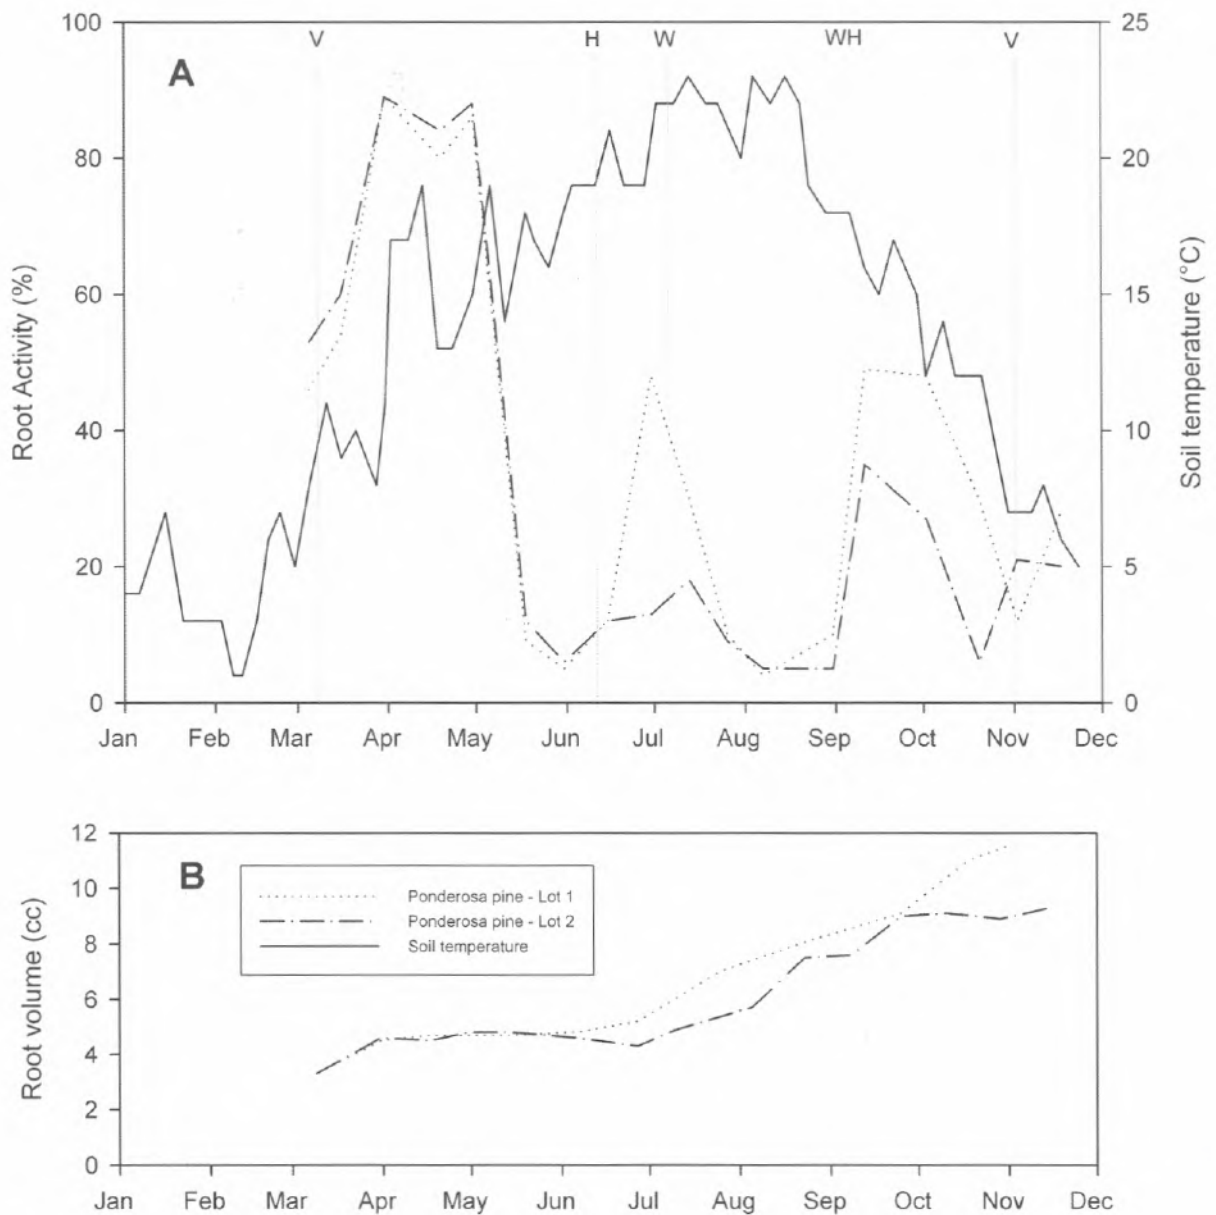 100
80
60
40
20
0
Root Activity (%)
A
V
H
W
WH
V
25
20
15
10
5
0
Soil temperature (°C)
Jan Feb Mar Apr May Jun Jul Aug Sep Oct Nov Dec
12
10
8
6
4
2
0
Root volume (cc)
B
Ponderosa pine - Lot 1
Ponderosa pine - Lot 2
Soil temperature
Jan Feb Mar Apr May Jun Jul Aug Sep Oct Nov Dec